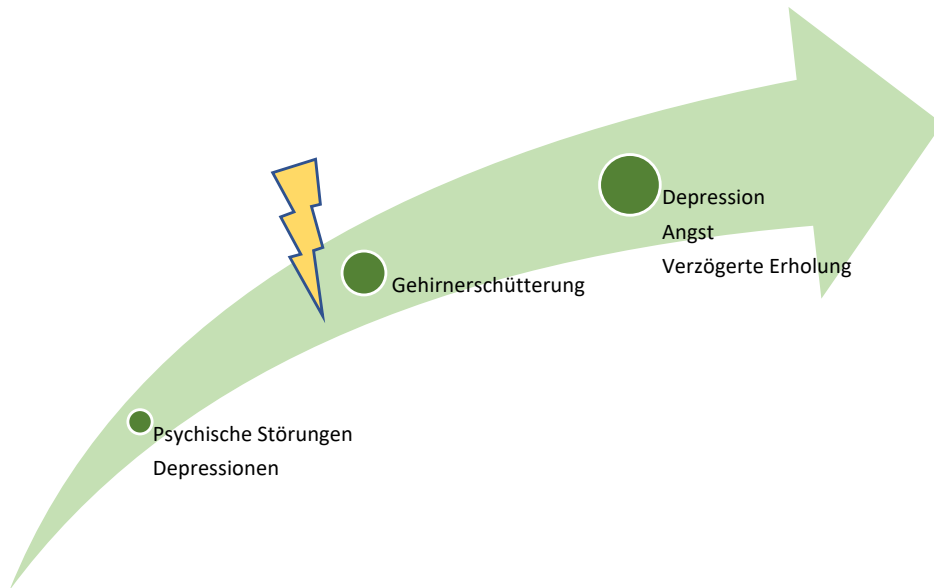 Depression
Angst
Verzögerte Erholung
Gehirnerschütterung
Psychische Störungen
Depressionen